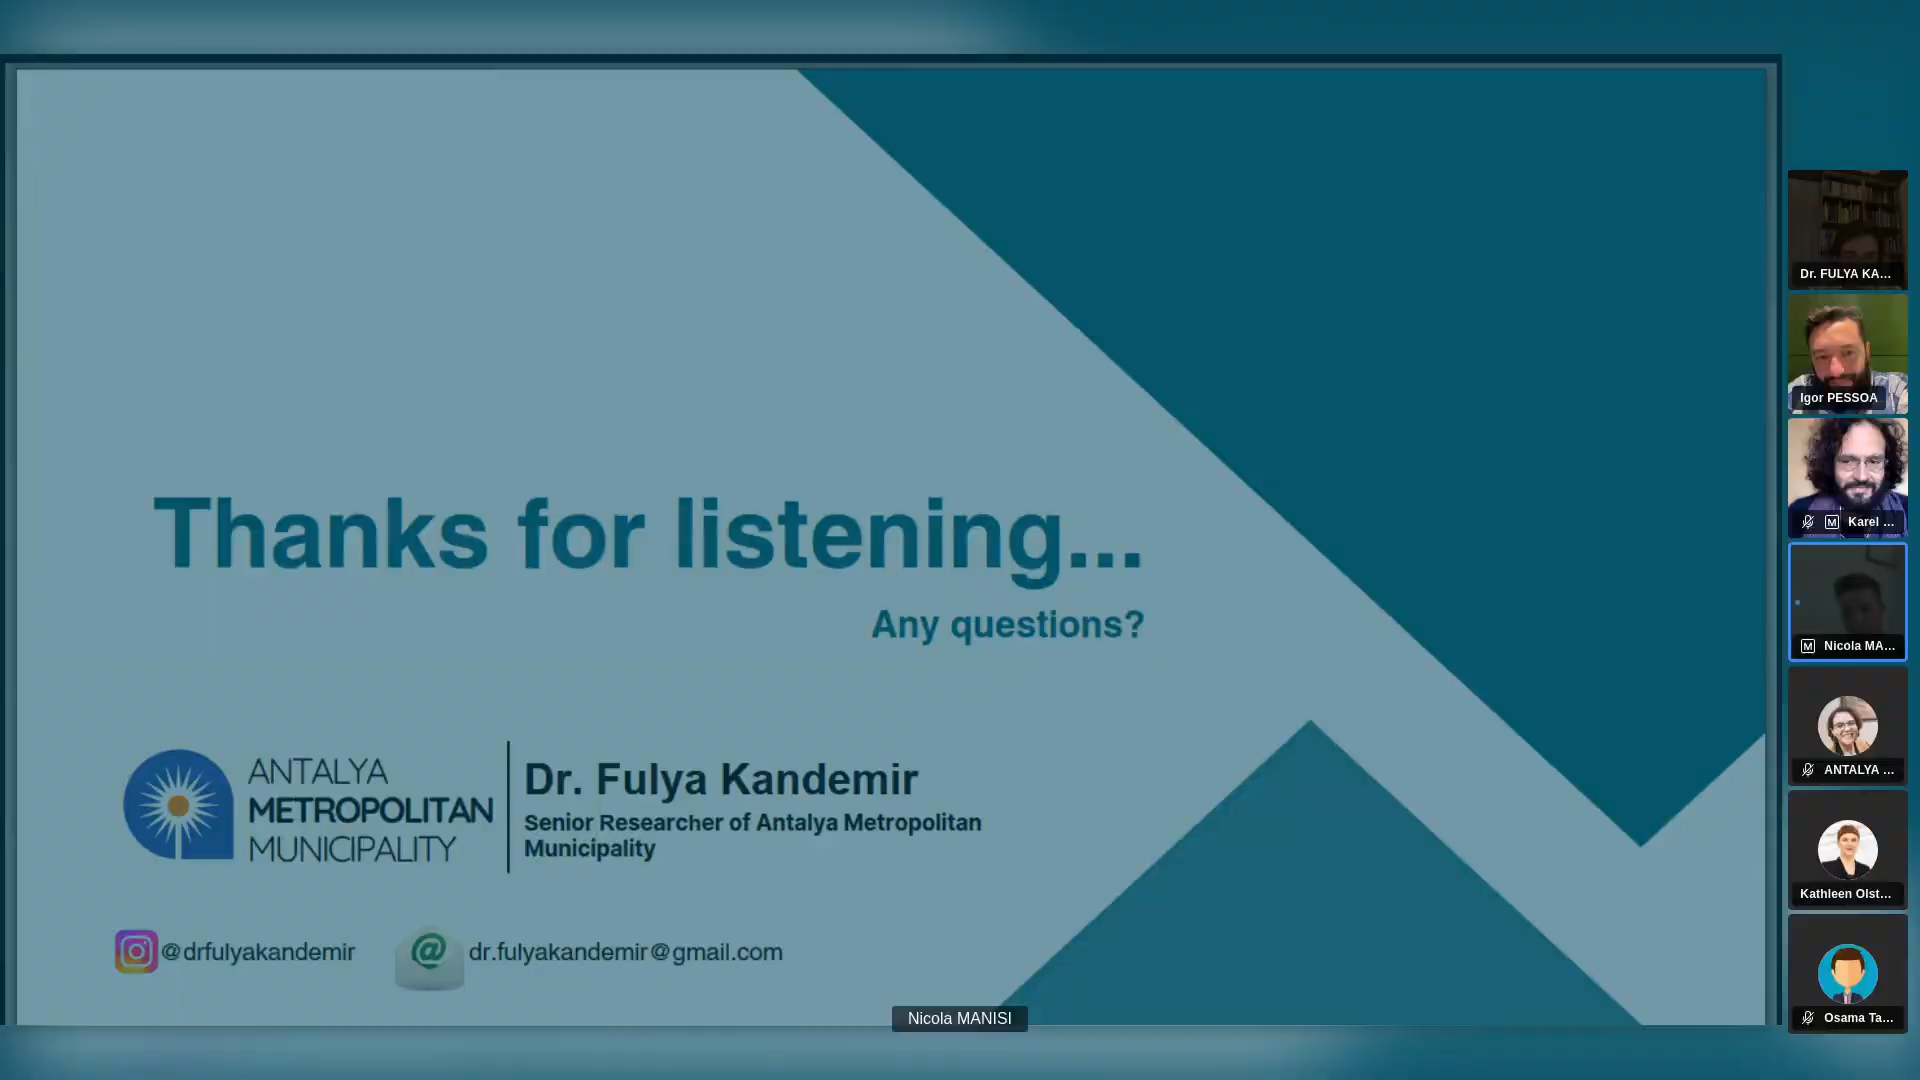 Thanks for listening...
Any questions?
ANTALYA
METROPOLITAN
MUNICIPALITY
Dr. Fulya Kandemir
Senior Researcher of Antalya Metropolitan
Municipality
@drfulyakandemir
dr.fulyakandemir@gmail.com
Nicola MANISI
Dr. FULYA KA...
Igor PESSOA
M Karel ...
M Nicola MA...
ANTALYA ...
Kathleen Olst...
Osama Ta...